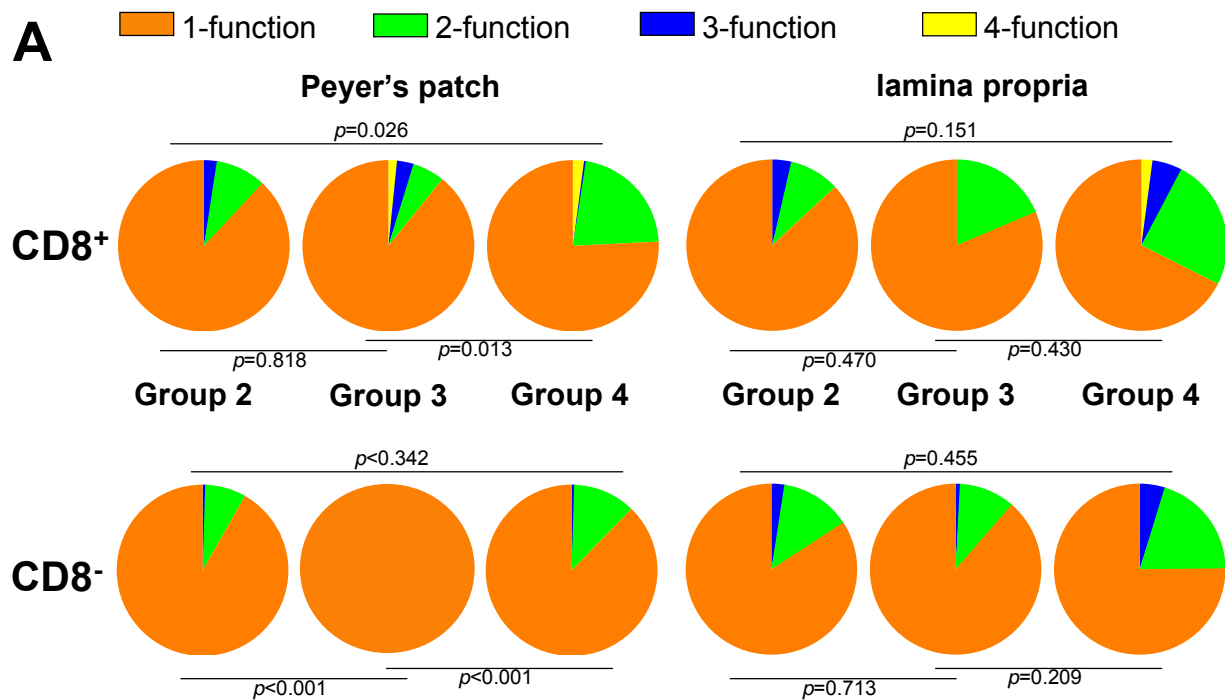 A
1-function 2-function 3-function 4-function
Peyer's patch lamina propria
p=0.026 p=0.151
CD8+
p=0.818 p=0.013 p=0.470 p=0.430
Group 2 Group 3 Group 4 Group 2 Group 3 Group 4
p<0.342 p=0.455
CD8-
p<0.001 p<0.001 p=0.713 p=0.209